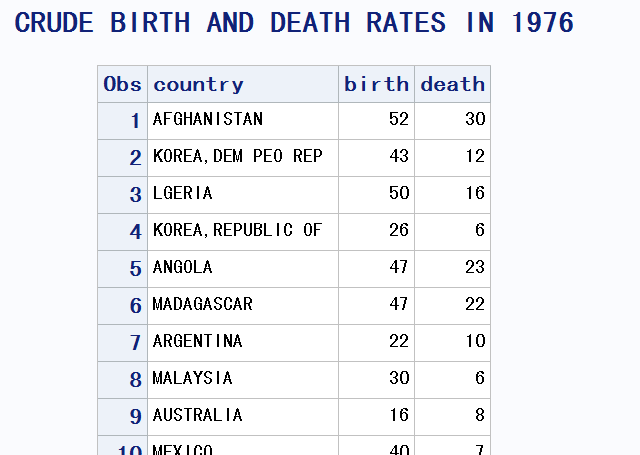 CRUDE BIRTH AND DEATH RATES IN 1976
Obs country birth death
1 AFGHANISTAN 52 30
2 KOREA,DEM PEO REP 43 12
3 LGERIA 50 16
4 KOREA,REPUBLIC OF 26 6
5 ANGOLA 47 23
6 MADAGASCAR 47 22
7 ARGENTINA 22 10
8 MALAYSIA 30 6
9 AUSTRALIA 16 8
10 MEXICO 40 7